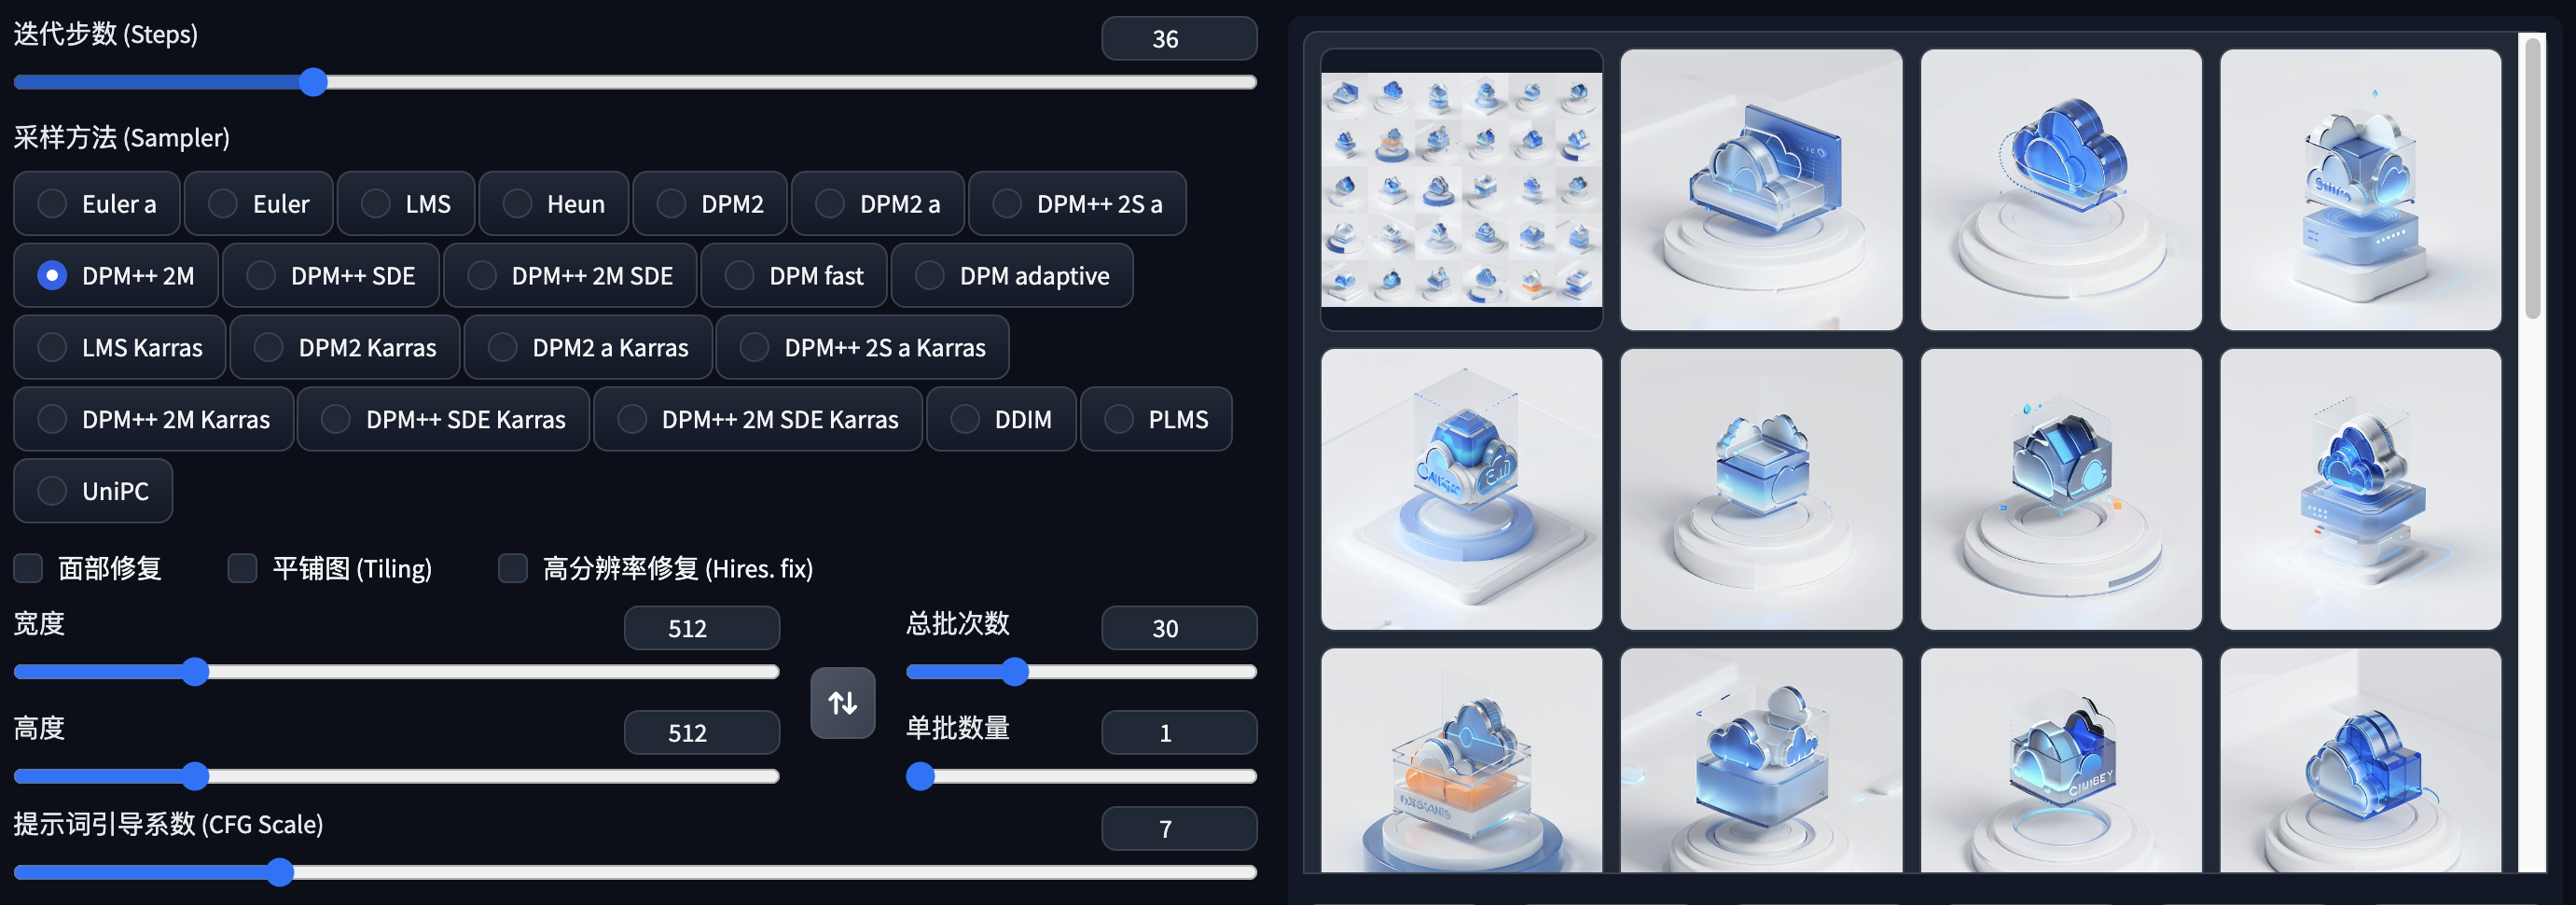 迭代步数 (Steps)
36
采样方法 (Sampler)
Euler a
Euler
LMS
Heun
DPM2
DPM2 a
DPM++ 2S a
DPM++ 2M
DPM++ SDE
DPM++ 2M SDE
DPM fast
DPM adaptive
LMS Karras
DPM2 Karras
DPM2 a Karras
DPM++ 2S a Karras
DPM++ 2M Karras
DPM++ SDE Karras
DPM++ 2M SDE Karras
DDIM
PLMS
UniPC
面部修复
平铺图 (Tiling)
高分辨率修复 (Hires. fix)
宽度
512
总批次数
30
高度
512
单批数量
1
提示词引导系数 (CFG Scale)
7